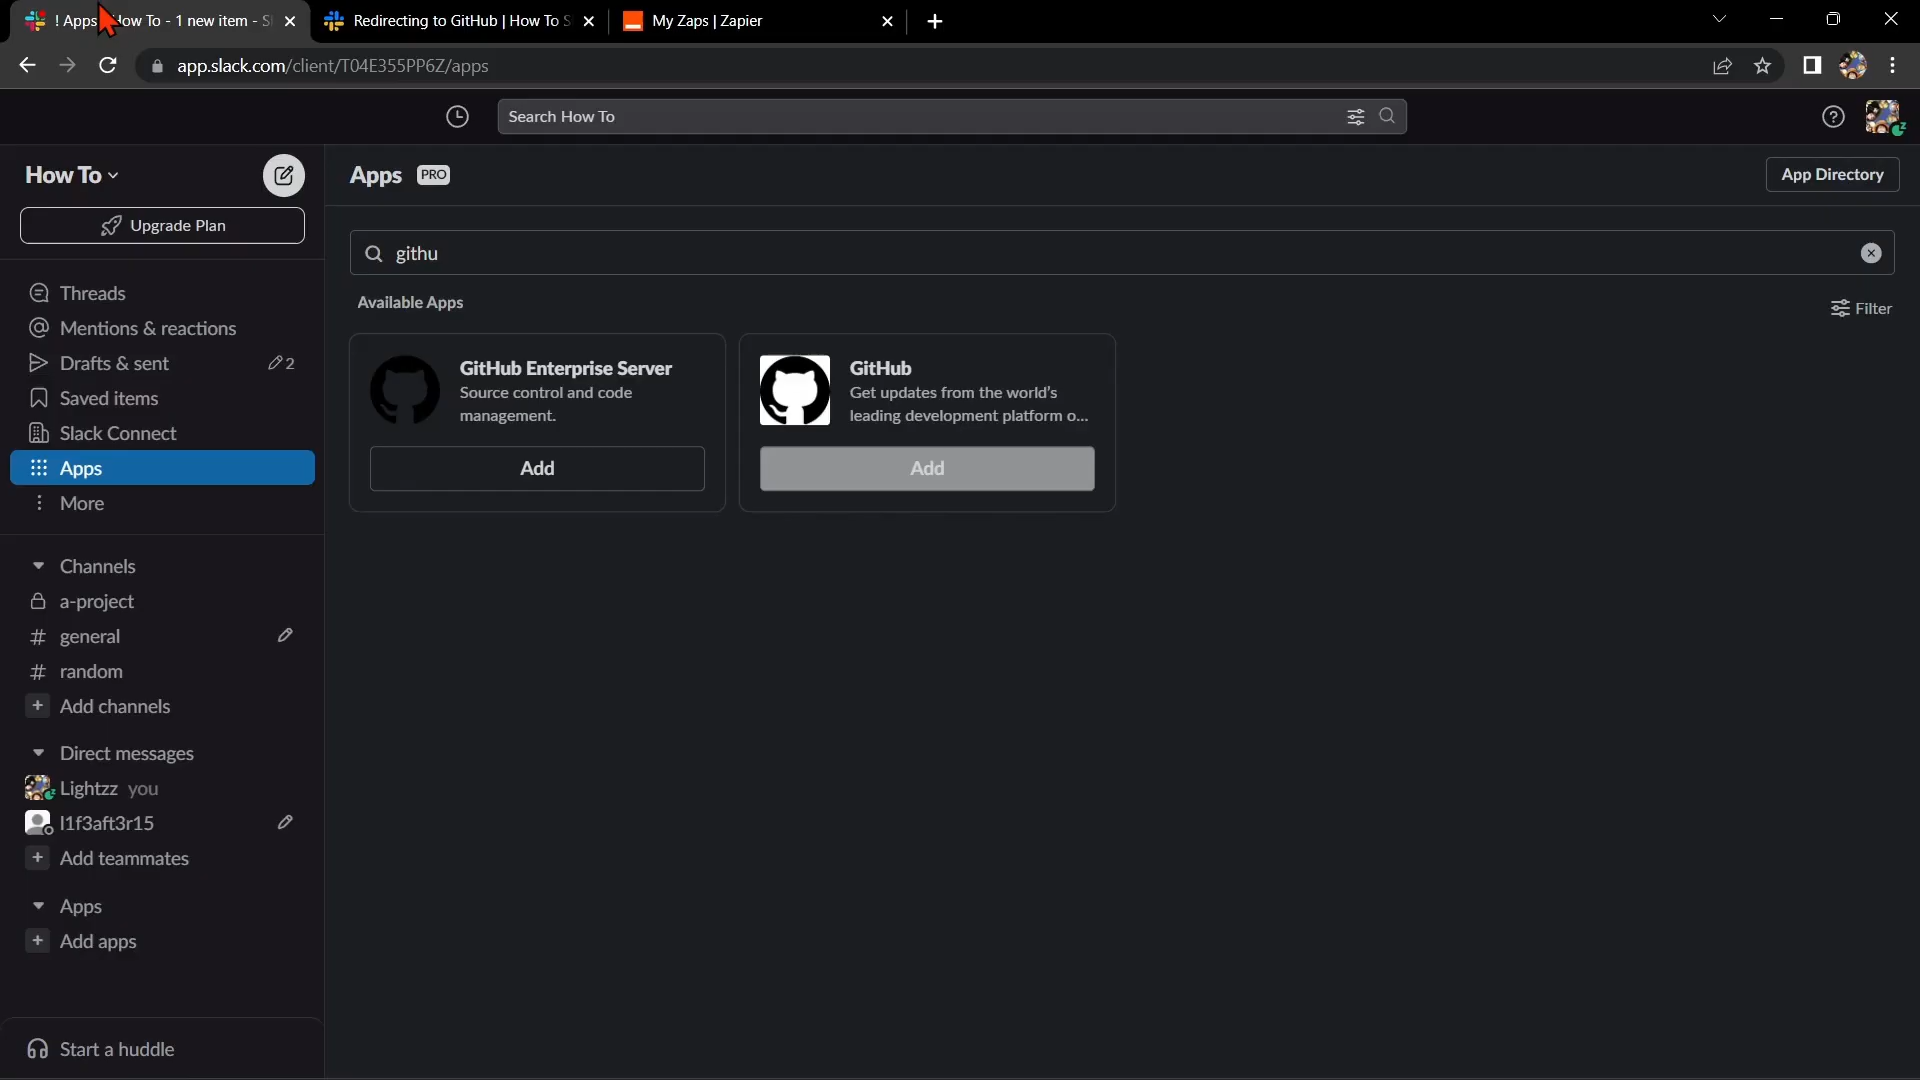 ! Apps How To - 1 new item - Sl
Redirecting to GitHub | How To S
My Zaps | Zapier
app.slack.com/client/T04E355PP6Z/apps
Search How To
How To
Apps PRO
App Directory
Upgrade Plan
githu
Threads
Available Apps
Filter
Mentions & reactions
Drafts & sent 2
GitHub Enterprise Server
Source control and code
management.
Add
GitHub
Get updates from the world's
leading development platform o...
Add
Saved items
Slack Connect
Apps
More
Channels
a-project
general
random
Add channels
Direct messages
Lightzz you
l1f3aft3r15
Add teammates
Apps
Add apps
Start a huddle